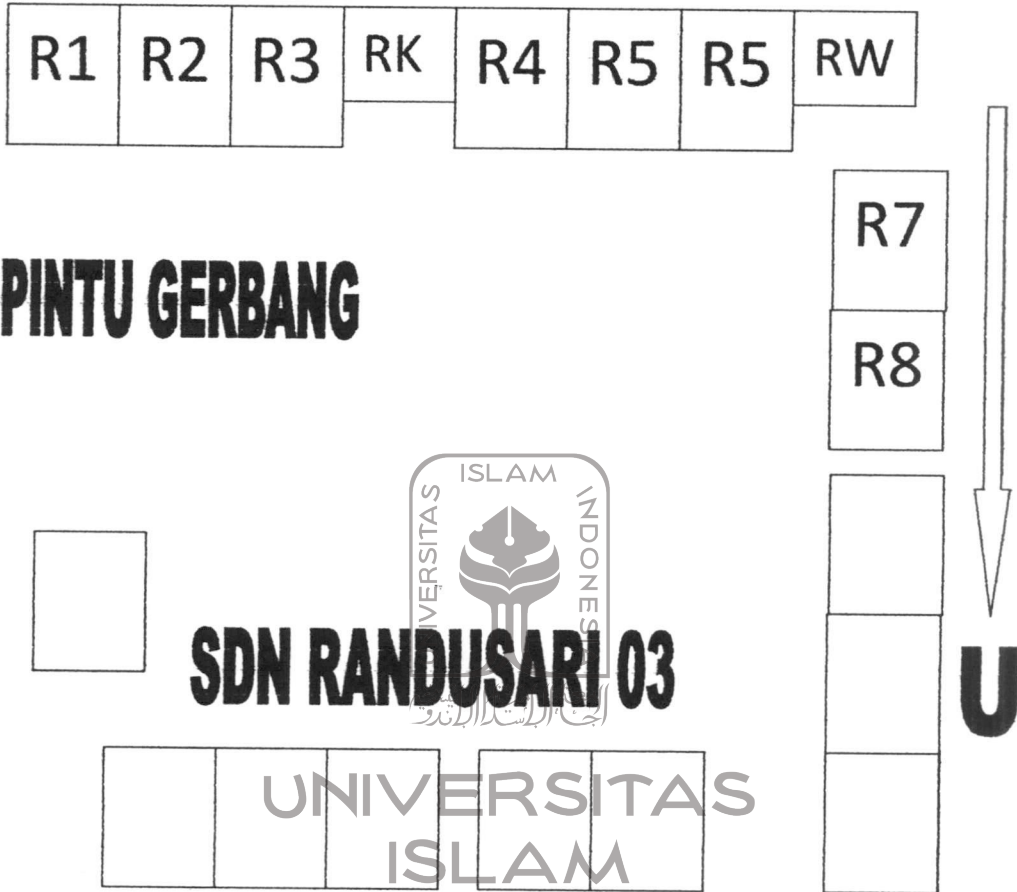 R1 R2 R3 RK R4 R5 R5 RW
R7
PINTU GERBANG
R8
ISLAM
UNIVERSITAS
INDONESIA
SDN RANDUSARI 03
U
UNIVERSITAS
ISLAM